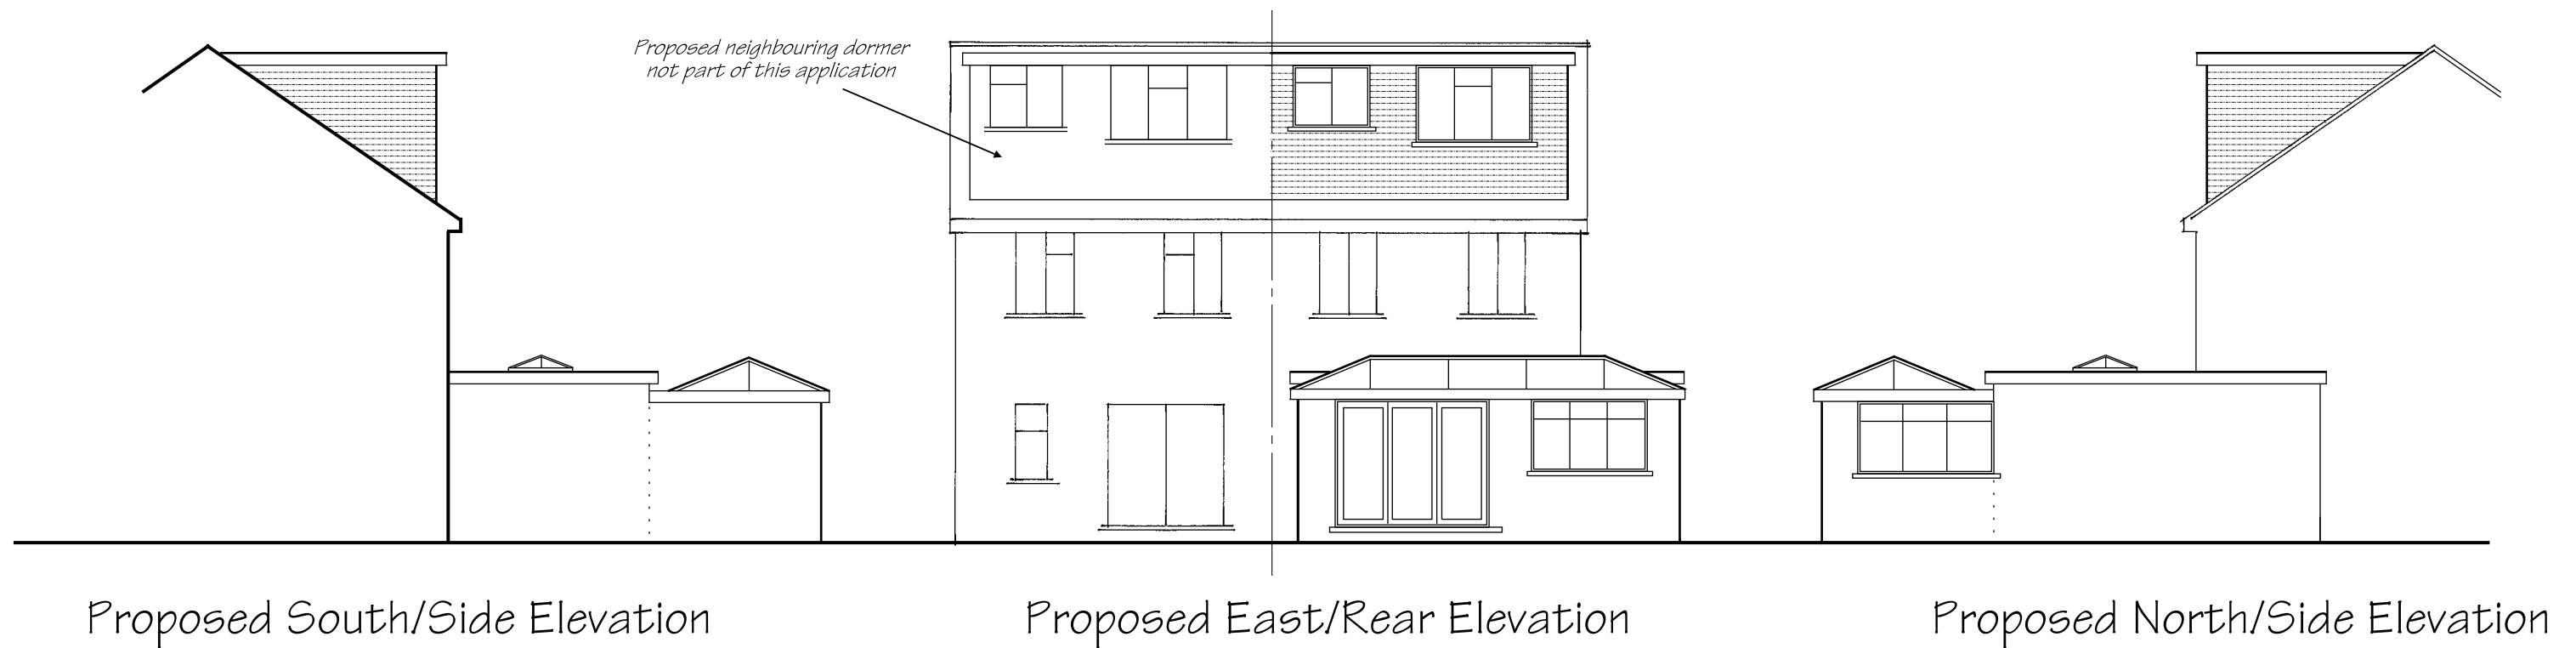 Proposed neighbouring dormer
not part of this application
Proposed South/Side Elevation
Proposed East/Rear Elevation
Proposed North/Side Elevation